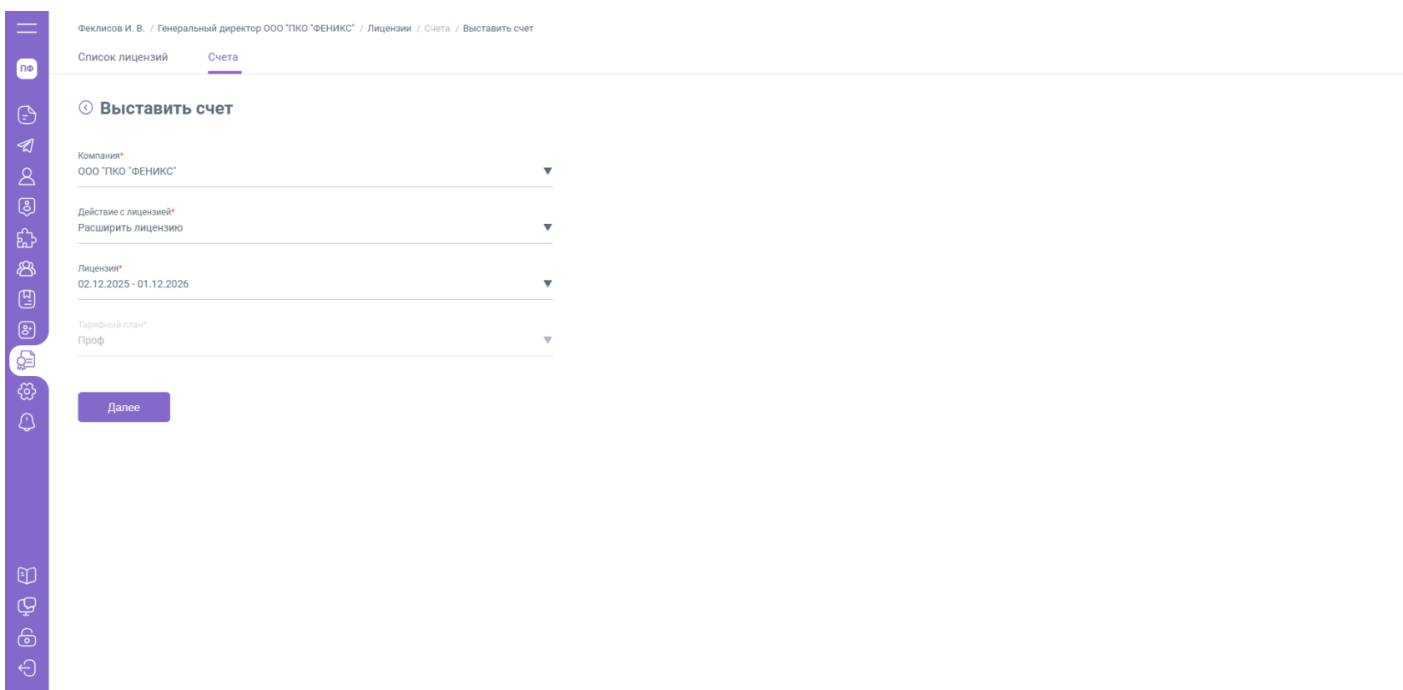 Феклисов И. В. / Генеральный директор ООО "ПКО "ФЕНИКС" / Лицензии / Счета / Выставить счет
Список лицензий Счета
ПФ
Выставить счет
Компания*
ООО "ПКО "ФЕНИКС"
Действие с лицензией*
Расширить лицензию
Лицензия*
02.12.2025 - 01.12.2026
Тарифный план*
Проф
Далее